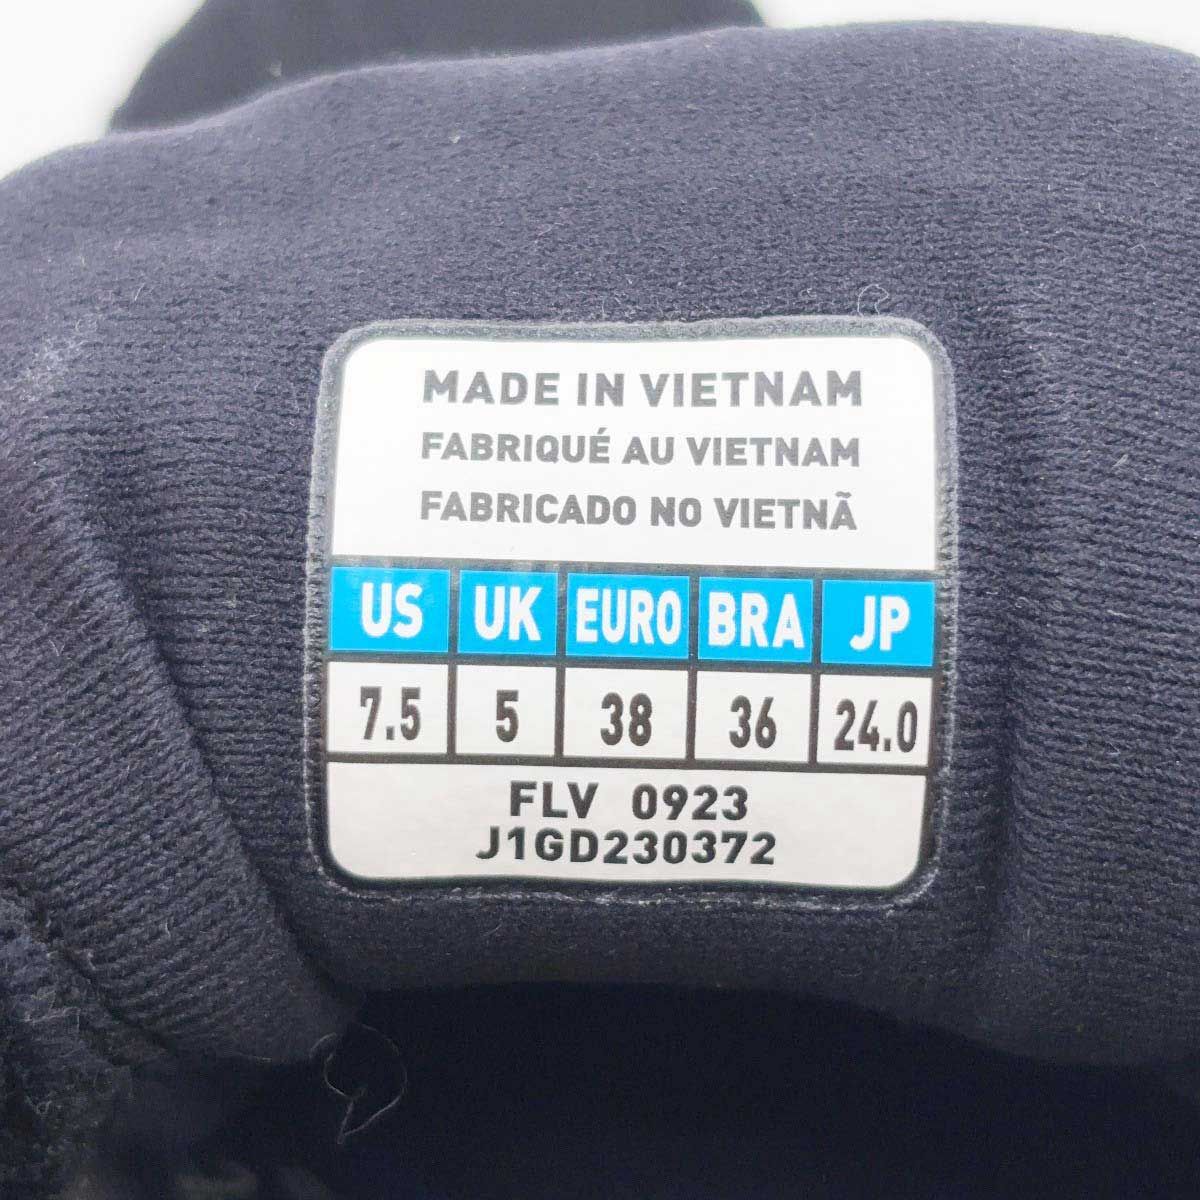 MADE IN VIETNAM
FABRIQUÉ AU VIETNAM
FABRICADO NO VIETNÃ
US UK EURO BRA JP
7.5 5 38 36 24.0
FLV 0923
J1GD230372